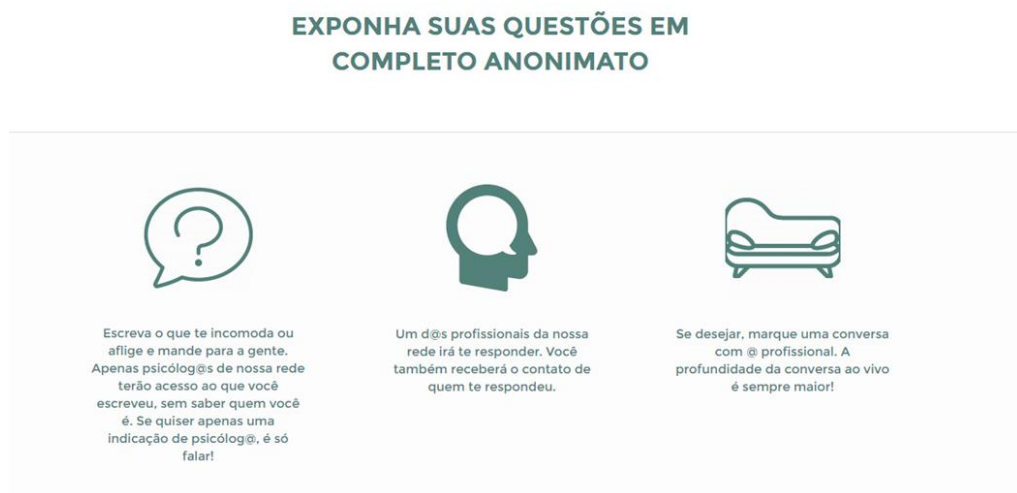 EXPONHA SUAS QUESTÕES EM
COMPLETO ANONIMATO
Escreva o que te incomoda ou
aflige e mande para a gente.
Apenas psicólog@s de nossa rede
terão acesso ao que você
escreveu, sem saber quem você
é. Se quiser apenas uma
indicação de psicólog@, é só
falar!
Um d@s profissionais da nossa
rede irá te responder. Você
também receberá o contato de
quem te respondeu.
Se desejar, marque uma conversa
com @ profissional. A
profundidade da conversa ao vivo
é sempre maior!